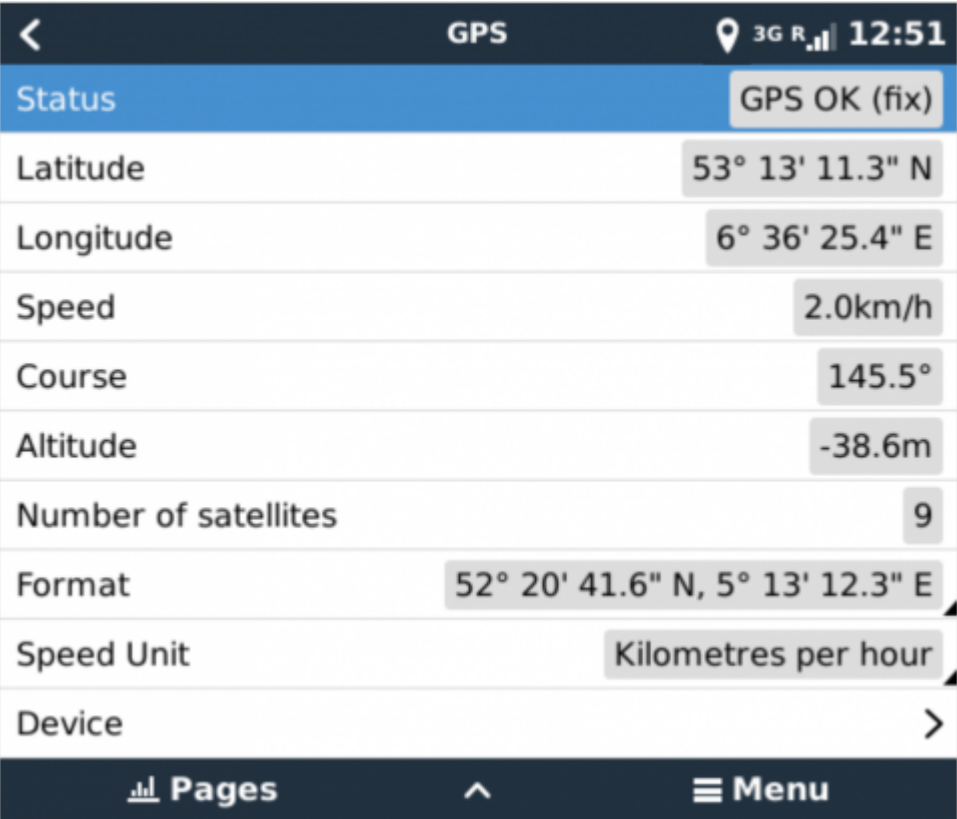 GPS 3G R 12:51
Status GPS OK (fix)
Latitude 53° 13' 11.3" N
Longitude 6° 36' 25.4" E
Speed 2.0km/h
Course 145.5°
Altitude -38.6m
Number of satellites 9
Format 52° 20' 41.6" N, 5° 13' 12.3" E
Speed Unit Kilometres per hour
Device
Pages Menu